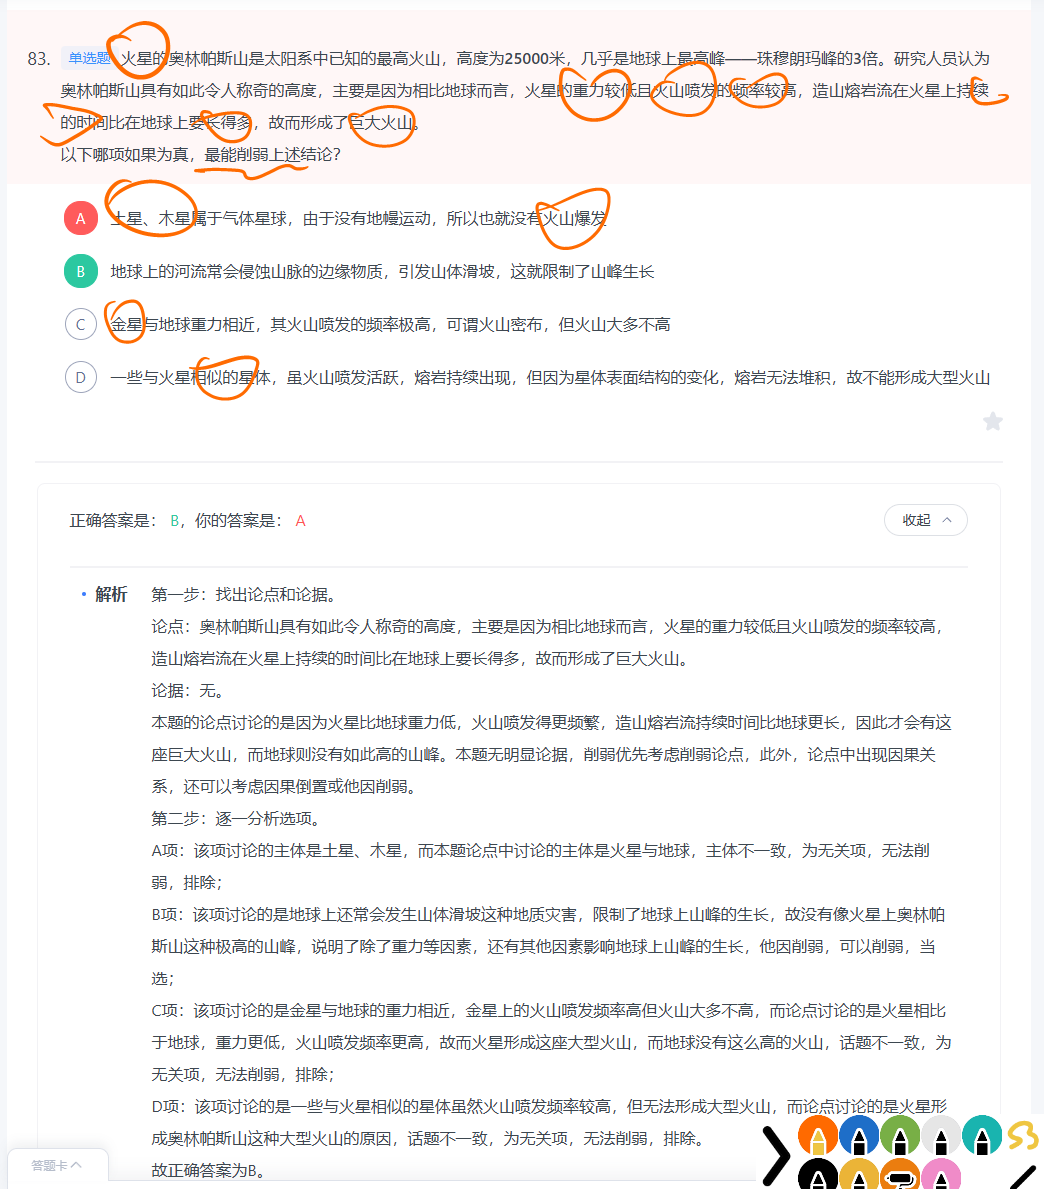 83. 单选题 火星的奥林帕斯山是太阳系中已知的最高火山，高度为25000米，几乎是地球上最高峰——珠穆朗玛峰的3倍。研究人员认为
奥林帕斯山具有如此令人称奇的高度，主要是因为相比地球而言，火星的重力较低且火山喷发的频率较高，造山熔岩流在火星上持续
的时间比在地球上要长得多，故而形成了巨大火山。
以下哪项如果为真，最能削弱上述结论？
A 土星、木星属于气体星球，由于没有地幔运动，所以也就没有火山爆发
B 地球上的河流常会侵蚀山脉的边缘物质，引发山体滑坡，这就限制了山峰生长
C 金星与地球重力相近，其火山喷发的频率极高，可谓火山密布，但火山大多不高
D 一些与火星相似的星体，虽火山喷发活跃，熔岩持续出现，但因为星体表面结构的变化，熔岩无法堆积，故不能形成大型火山
正确答案是： B，你的答案是： A
收起
解析 第一步：找出论点和论据。
论点：奥林帕斯山具有如此令人称奇的高度，主要是因为相比地球而言，火星的重力较低且火山喷发的频率较高，
造山熔岩流在火星上持续的时间比在地球上要长得多，故而形成了巨大火山。
论据：无。
本题的论点讨论的是因为火星比地球重力低，火山喷发得更频繁，造山熔岩流持续时间比地球更长，因此才会有这
座巨大火山，而地球则没有如此高的山峰。本题无明显论据，削弱优先考虑削弱论点，此外，论点中出现因果关
系，还可以考虑因果倒置或他因削弱。
第二步：逐一分析选项。
A项：该项讨论的主体是土星、木星，而本题论点中讨论的主体是火星与地球，主体不一致，为无关项，无法削
弱，排除；
B项：该项讨论的是地球上还常会发生山体滑坡这种地质灾害，限制了地球上山峰的生长，故没有像火星上奥林帕
斯山这种极高的山峰，说明了除了重力等因素，还有其他因素影响地球上山峰的生长，他因削弱，可以削弱，当
选；
C项：该项讨论的是金星与地球的重力相近，金星上的火山喷发频率高但火山大多不高，而论点讨论的是火星相比
于地球，重力更低，火山喷发频率更高，故而火星形成这座大型火山，而地球没有这么高的火山，话题不一致，为
无关项，无法削弱，排除；
D项：该项讨论的是一些与火星相似的星体虽然火山喷发频率较高，但无法形成大型火山，而论点讨论的是火星形
成奥林帕斯山这种大型火山的原因，话题不一致，为无关项，无法削弱，排除。
故正确答案为B。
答题卡